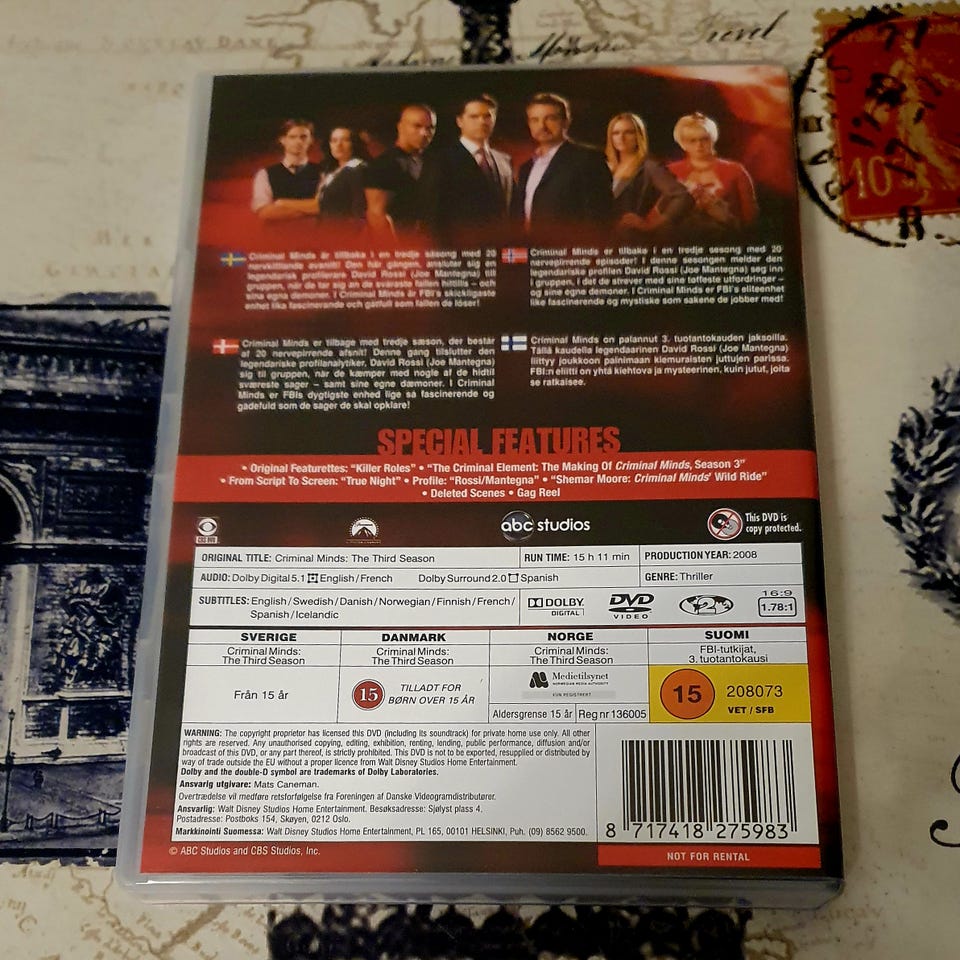 Travel
10
Criminal Minds är tillbaka i en tredje säsong med 20
nervkittlande avsnitt! Den här gången, ansluter sig en
legendarisk profilerare David Rossi (Joe Mantegna) till
gruppen, när de tar sig an de svåraste fallen hittills – och
sina egna demoner. I Criminal Minds är FBI's skickligaste
enhet lika fascinerande och gåtfull som fallen de löser!
Criminal Minds er tilbake i en tredje sesong med 20
nervepirrende episoder! I denne sesongen melder den
legendariske profilen David Rossi (Joe Mantegna) seg inn
i gruppen, i det de strever med sine tøffeste utfordringer –
og sine egne demoner. I Criminal Minds er FBI's eliteenhet
like fascinerende og mystiske som sakene de jobber med!
Criminal Minds er tilbage med tredje sæson, der består
af 20 nervepirrende afsnit! Denne gang tilslutter den
legendariske profilanalytiker, David Rossi (Joe Mantegna)
sig til gruppen, når de kæmper med nogle af de hidtil
sværeste sager – samt sine egne dæmoner. I Criminal
Minds er FBIs dygtigste enhed lige så fascinerende og
gådefuld som de sager de skal opklare!
Criminal Minds on palannut 3. tuotantokauden jaksoilla.
Tällä kaudella legendaarinen David Rossi (Joe Mantegna)
liittyy joukkoon painimaan kiemuraisten juttujen parissa.
FBI:n eliitti on yhtä kiehtova ja mysteerinen, kuin jutut, joita
se ratkaisee.
SPECIAL FEATURES
• Original Featurettes: "Killer Roles" • "The Criminal Element: The Making Of Criminal Minds, Season 3"
• From Script To Screen: "True Night" • Profile: "Rossi/Mantegna" • "Shemar Moore: Criminal Minds' Wild Ride"
• Deleted Scenes • Gag Reel
abc studios
This DVD is
copy protected.
ORIGINAL TITLE: Criminal Minds: The Third Season
RUN TIME: 15 h 11 min
PRODUCTION YEAR: 2008
AUDIO: Dolby Digital 5.1 English / French Dolby Surround 2.0 Spanish
GENRE: Thriller
SUBTITLES: English / Swedish / Danish / Norwegian / Finnish / French /
Spanish / Icelandic
DOLBY
DIGITAL
DVD
VIDEO
2
16:9
1.78:1
SVERIGE
Criminal Minds:
The Third Season
Från 15 år
DANMARK
Criminal Minds:
The Third Season
15
TILLADT FOR
BØRN OVER 15 ÅR
NORGE
Criminal Minds:
The Third Season
Medietilsynet
NORWEGIAN MEDIA AUTHORITY
KUN REGISTRERT
Aldersgrense 15 år
Reg nr 136005
SUOMI
FBI-tutkijat,
3. tuotantokausi
15
208073
VET / SFB
WARNING: The copyright proprietor has licensed this DVD (including its soundtrack) for private home use only. All other
rights are reserved. Any unauthorised copying, editing, exhibition, renting, lending, public performance, diffusion and/or
broadcast of this DVD, or any part thereof, is strictly prohibited. This DVD is not to be exported, resupplied or distributed by
way of trade outside the EU without a proper licence from Walt Disney Studios Home Entertainment.
Dolby and the double-D symbol are trademarks of Dolby Laboratories.
Ansvarig utgivare: Mats Caneman.
Overtrædelse vil medføre retsforfølgelse fra Foreningen af Danske Videogramdistributører.
Ansvarlig: Walt Disney Studios Home Entertainment. Besøksadresse: Sjølyst plass 4.
Postadresse: Postboks 154, Skøyen, 0212 Oslo.
Markkinointi Suomessa: Walt Disney Studios Home Entertainment, PL 165, 00101 HELSINKI, Puh. (09) 8562 9500.
8 717418 275983
© ABC Studios and CBS Studios, Inc.
NOT FOR RENTAL